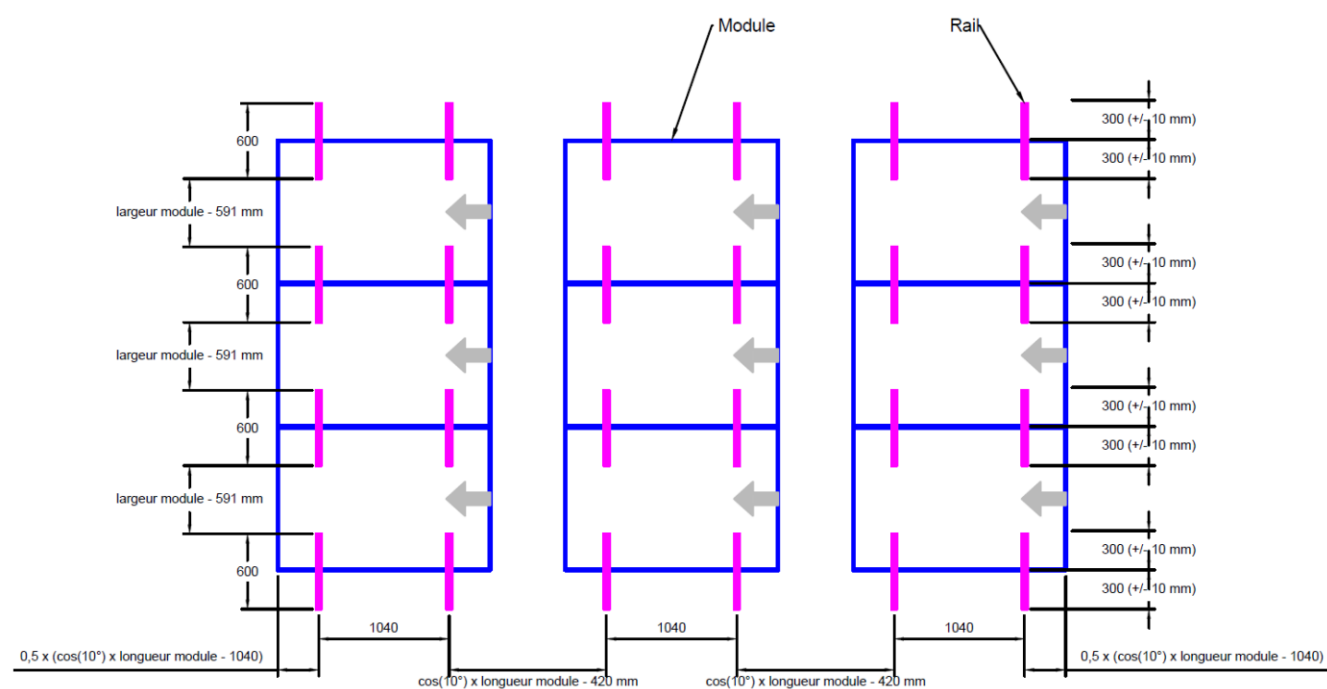 Module
Rail
600
300 (+/- 10 mm)
300 (+/- 10 mm)
largeur module - 591 mm
300 (+/- 10 mm)
600
300 (+/- 10 mm)
largeur module - 591 mm
300 (+/- 10 mm)
600
300 (+/- 10 mm)
largeur module - 591 mm
300 (+/- 10 mm)
600
300 (+/- 10 mm)
1040
1040
1040
0,5 x (cos(10°) x longueur module - 1040)
0,5 x (cos(10°) x longueur module - 1040)
cos(10°) x longueur module - 420 mm
cos(10°) x longueur module - 420 mm